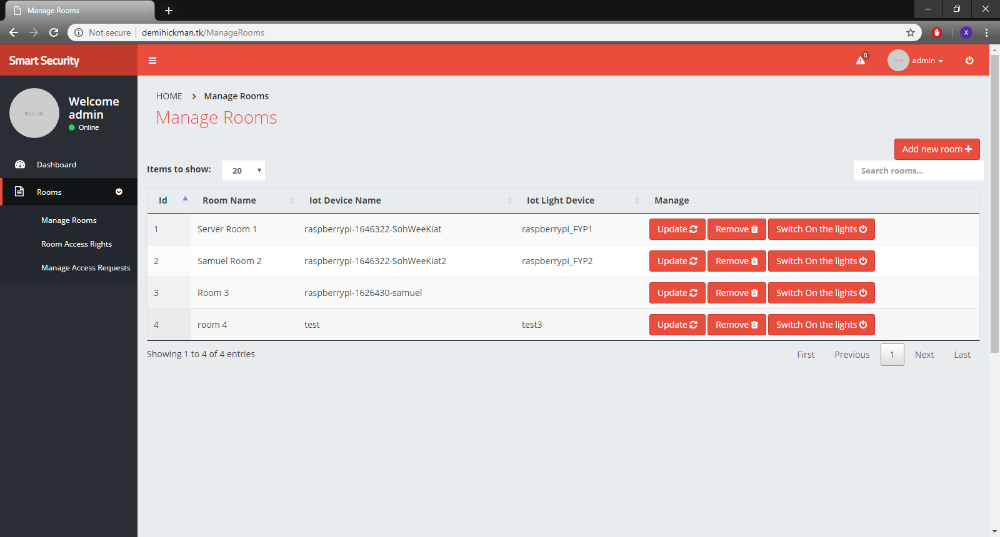 Manage Rooms
Not secure demihickman.tk/ManageRooms X
Smart Security
0
admin
150 x 150
Welcome
admin
Online
Dashboard
Rooms
Manage Rooms
Room Access Rights
Manage Access Requests
HOME > Manage Rooms
Manage Rooms
Add new room
Items to show: 20
Search rooms...
Id Room Name Iot Device Name Iot Light Device Manage
1 Server Room 1 raspberrypi-1646322-SohWeeKiat raspberrypi_FYP1 Update Remove Switch On the lights
2 Samuel Room 2 raspberrypi-1646322-SohWeeKiat2 raspberrypi_FYP2 Update Remove Switch On the lights
3 Room 3 raspberrypi-1626430-samuel Update Remove Switch On the lights
4 room 4 test test3 Update Remove Switch On the lights
Showing 1 to 4 of 4 entries
First Previous 1 Next Last